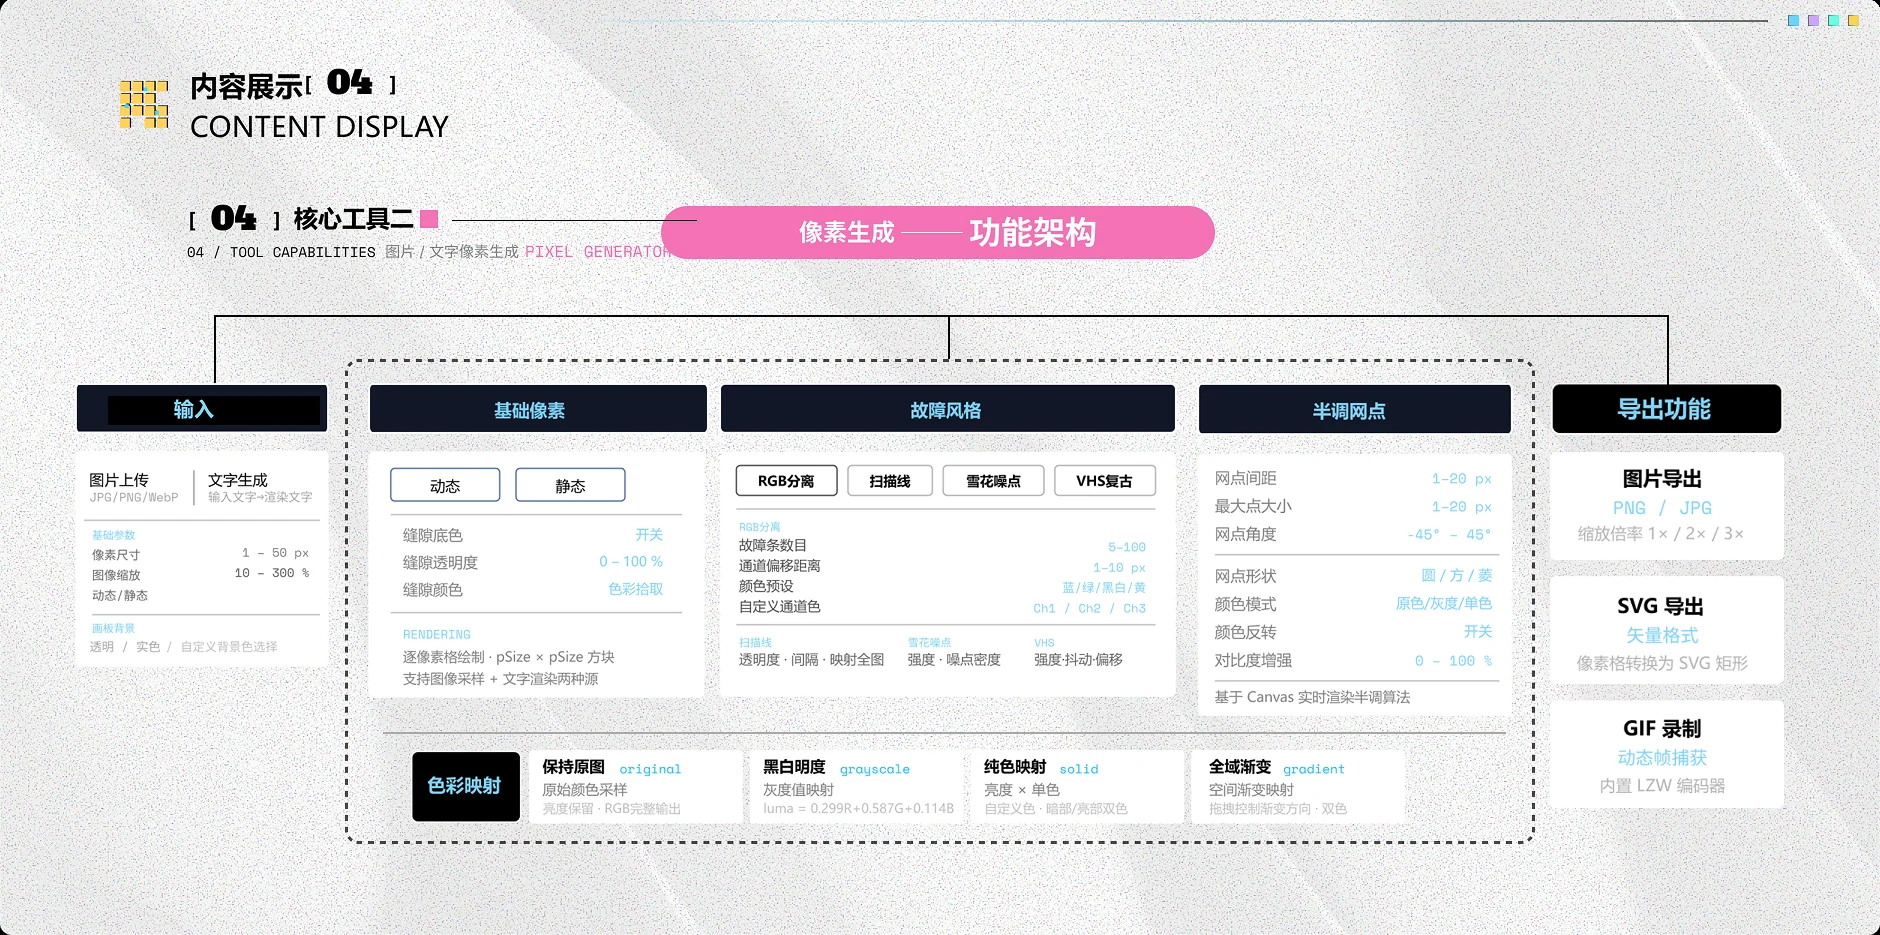 内容展示[ 04 ]
CONTENT DISPLAY
[ 04 ] 核心工具二
04 / TOOL CAPABILITIES 图片 / 文字像素生成 PIXEL GENERATOR
像素生成 —— 功能架构
输入
图片上传
JPG/PNG/WebP
文字生成
输入文字→渲染文字
基础参数
像素尺寸 1 – 50 px
图像缩放 10 – 300 %
动态/静态
画板背景
透明 / 实色 / 自定义背景色选择
基础像素
动态
静态
缝隙底色 开关
缝隙透明度 0 – 100 %
缝隙颜色 色彩拾取
RENDERING
逐像素格绘制 · pSize × pSize 方块
支持图像采样 + 文字渲染两种源
故障风格
RGB分离
扫描线
雪花噪点
VHS复古
RGB分离
故障条数目 5–100
通道偏移距离 1–10 px
颜色预设 蓝/绿/黑白/黄
自定义通道色 Ch1 / Ch2 / Ch3
扫描线
透明度 · 间隔 · 映射全图
雪花噪点
强度 · 噪点密度
VHS
强度·抖动·偏移
半调网点
网点间距 1–20 px
最大点大小 1–20 px
网点角度 -45° – 45°
网点形状 圆 / 方 / 菱
颜色模式 原色/灰度/单色
颜色反转 开关
对比度增强 0 – 100 %
基于 Canvas 实时渲染半调算法
色彩映射
保持原图 original
原始颜色采样
亮度保留 · RGB完整输出
黑白明度 grayscale
灰度值映射
luma = 0.299R+0.587G+0.114B
纯色映射 solid
亮度 × 单色
自定义色 · 暗部/亮部双色
全域渐变 gradient
空间渐变映射
拖拽控制渐变方向 · 双色
导出功能
图片导出
PNG / JPG
缩放倍率 1× / 2× / 3×
SVG 导出
矢量格式
像素格转换为 SVG 矩形
GIF 录制
动态帧捕获
内置 LZW 编码器